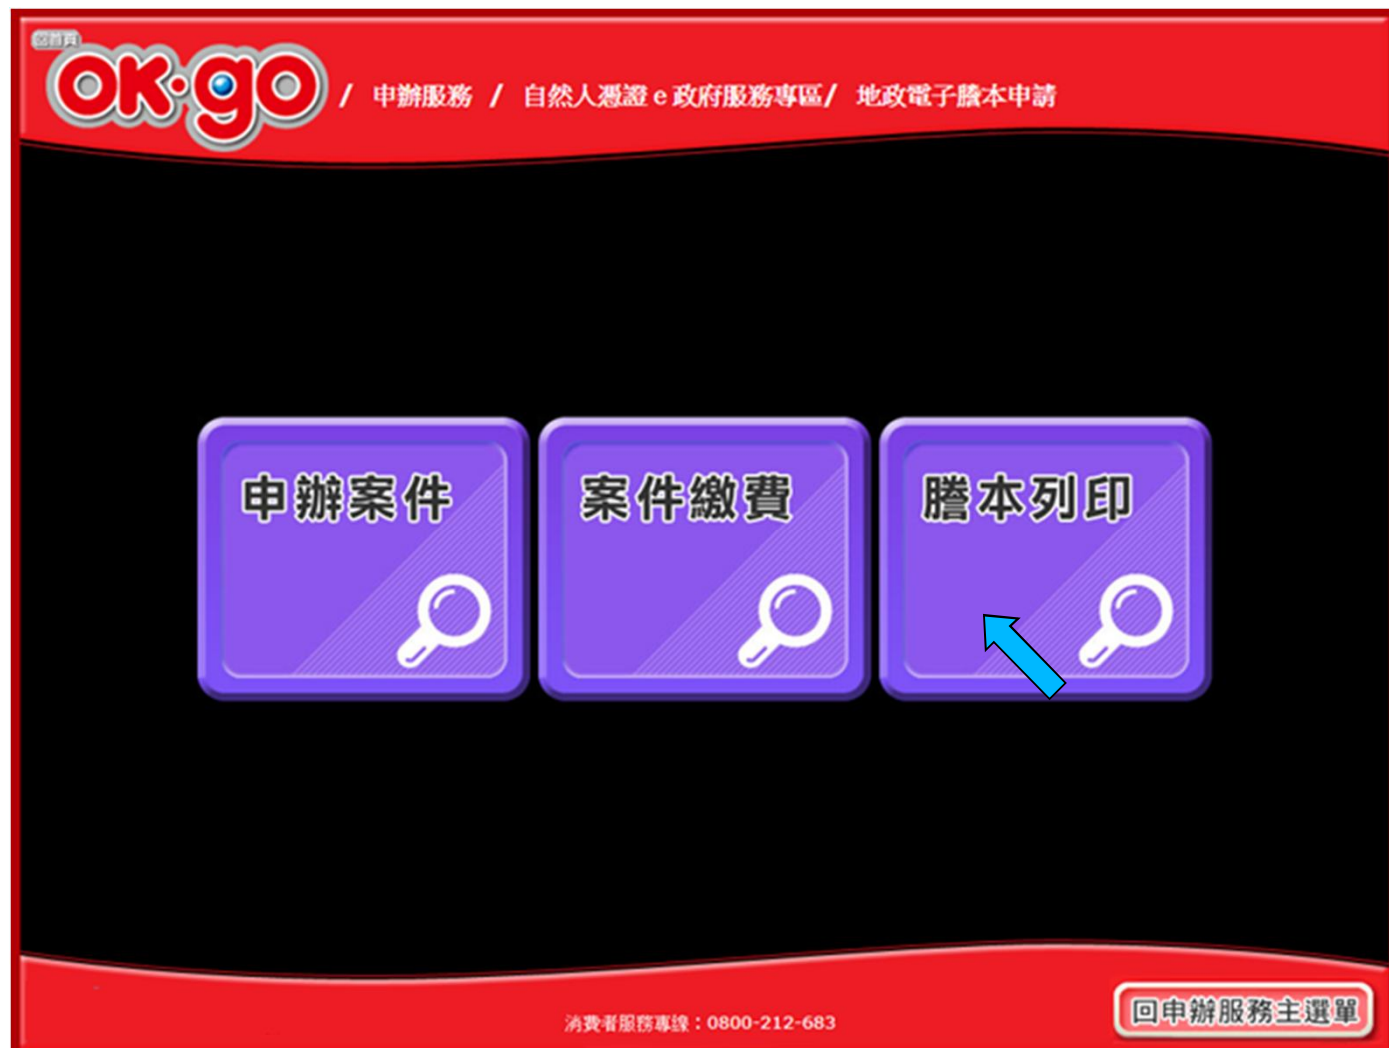 回首頁
OK·go / 申辦服務 / 自然人憑證 e 政府服務專區/ 地政電子謄本申請
申辦案件
案件繳費
謄本列印
消費者服務專線：0800-212-683
回申辦服務主選單